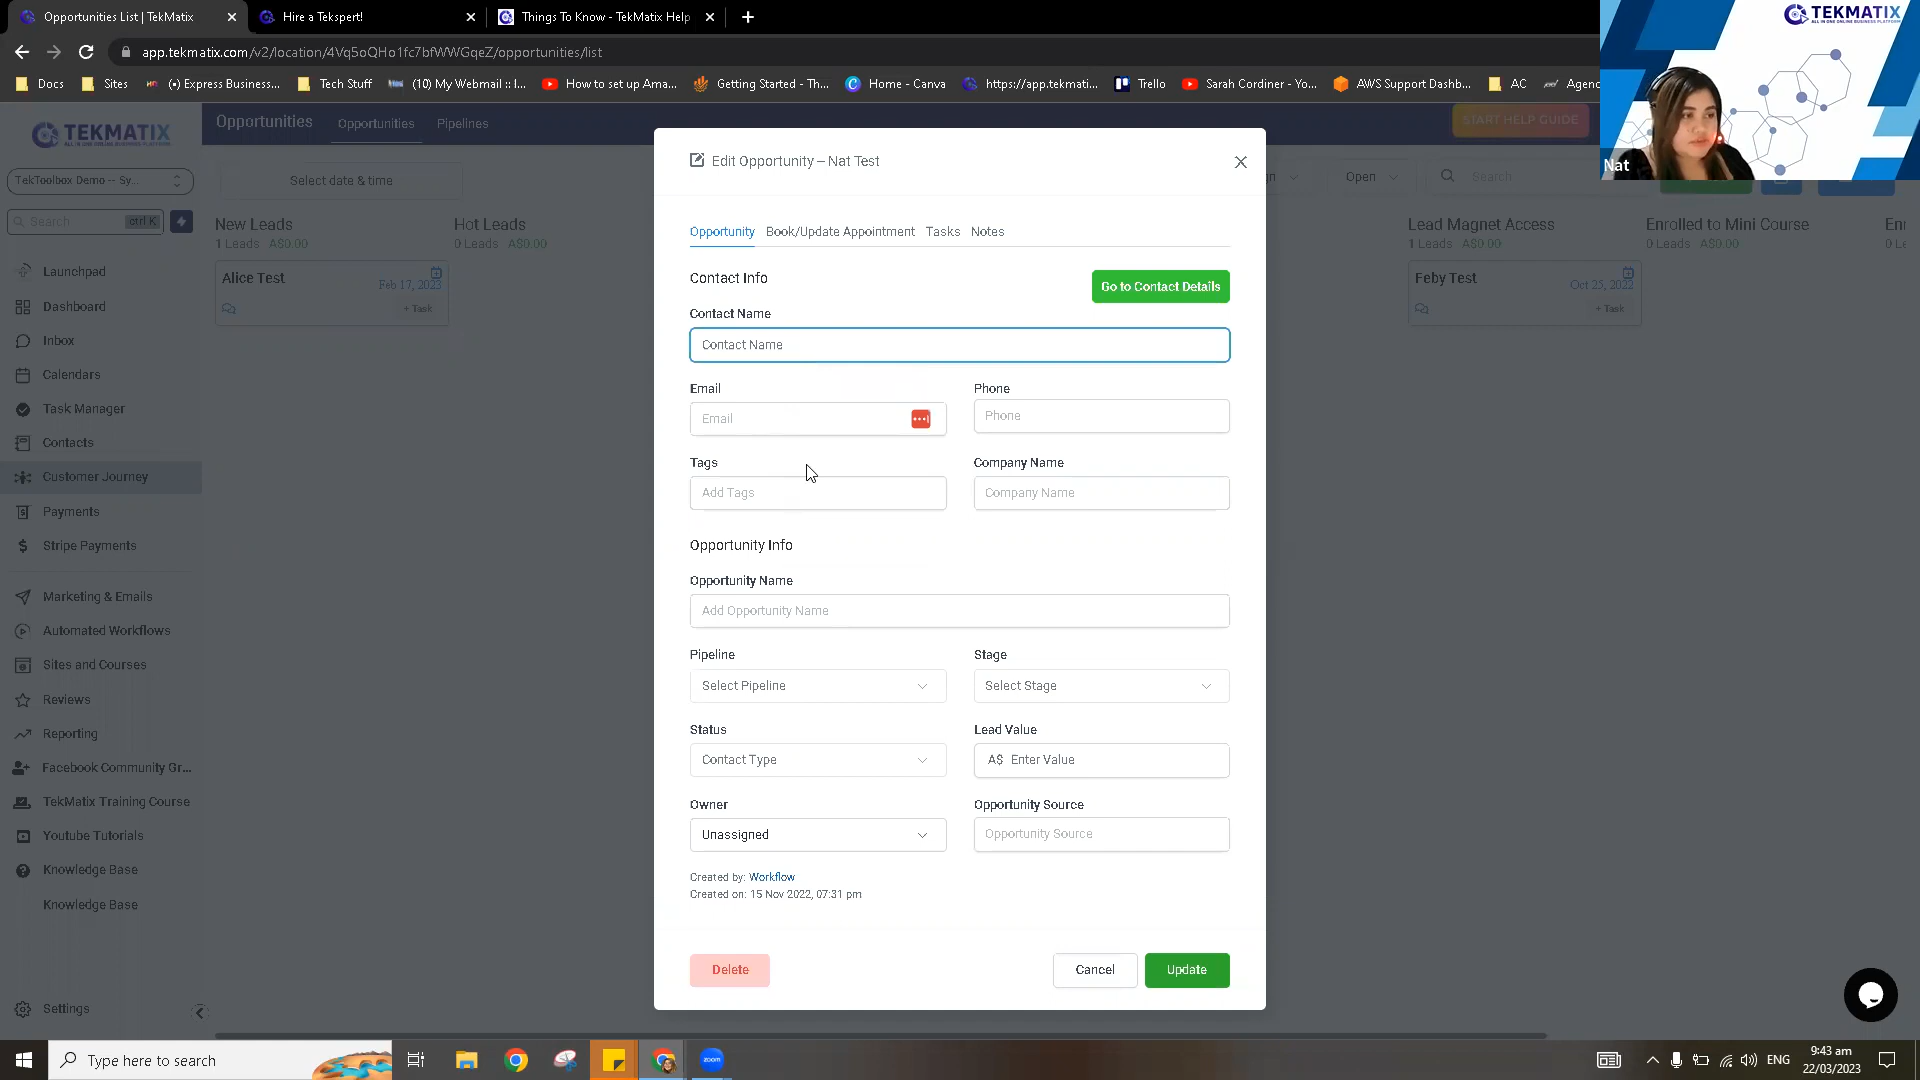 Opportunities List | TekMatix
Hire a Tekspert!
Things To Know - TekMatix Help
app.tekmatix.com/v2/location/4Vq5oQHo1fc7bfWWGqeZ/opportunities/list
Docs
Sites
(•) Express Business...
Tech Stuff
(10) My Webmail :: I...
How to set up Ama...
Getting Started - Th...
Home - Canva
https://app.tekmati...
Trello
Sarah Cordiner - Yo...
AWS Support Dashb...
AC
Agenc
TEKMATIX
ALL IN ONE ONLINE BUSINESS PLATFORM
Nat
TEKMATIX
ALL IN ONE ONLINE BUSINESS PLATFORM
Opportunities
Opportunities
Pipelines
START HELP GUIDE
TekToolbox Demo -- Sy...
Search
ctrl K
Launchpad
Dashboard
Inbox
Calendars
Task Manager
Contacts
Customer Journey
Payments
Stripe Payments
Marketing & Emails
Automated Workflows
Sites and Courses
Reviews
Reporting
Facebook Community Gr...
TekMatix Training Course
Youtube Tutorials
Knowledge Base
Knowledge Base
Settings
Select date & time
Open
Search
New Leads
1 Leads A$0.00
Alice Test
Feb 17, 2023
+ Task
Hot Leads
0 Leads A$0.00
Lead Magnet Access
1 Leads A$0.00
Feby Test
Oct 25, 2022
+ Task
Enrolled to Mini Course
0 Leads A$0.00
Edit Opportunity – Nat Test
Opportunity
Book/Update Appointment
Tasks
Notes
Contact Info
Go to Contact Details
Contact Name
Contact Name
Email
Phone
Email
Phone
Tags
Company Name
Add Tags
Company Name
Opportunity Info
Opportunity Name
Add Opportunity Name
Pipeline
Stage
Select Pipeline
Select Stage
Status
Lead Value
Contact Type
A$ Enter Value
Owner
Opportunity Source
Unassigned
Opportunity Source
Created by: Workflow
Created on: 15 Nov 2022, 07:31 pm
Delete
Cancel
Update
Type here to search
zoom
ENG
9:43 am
22/03/2023